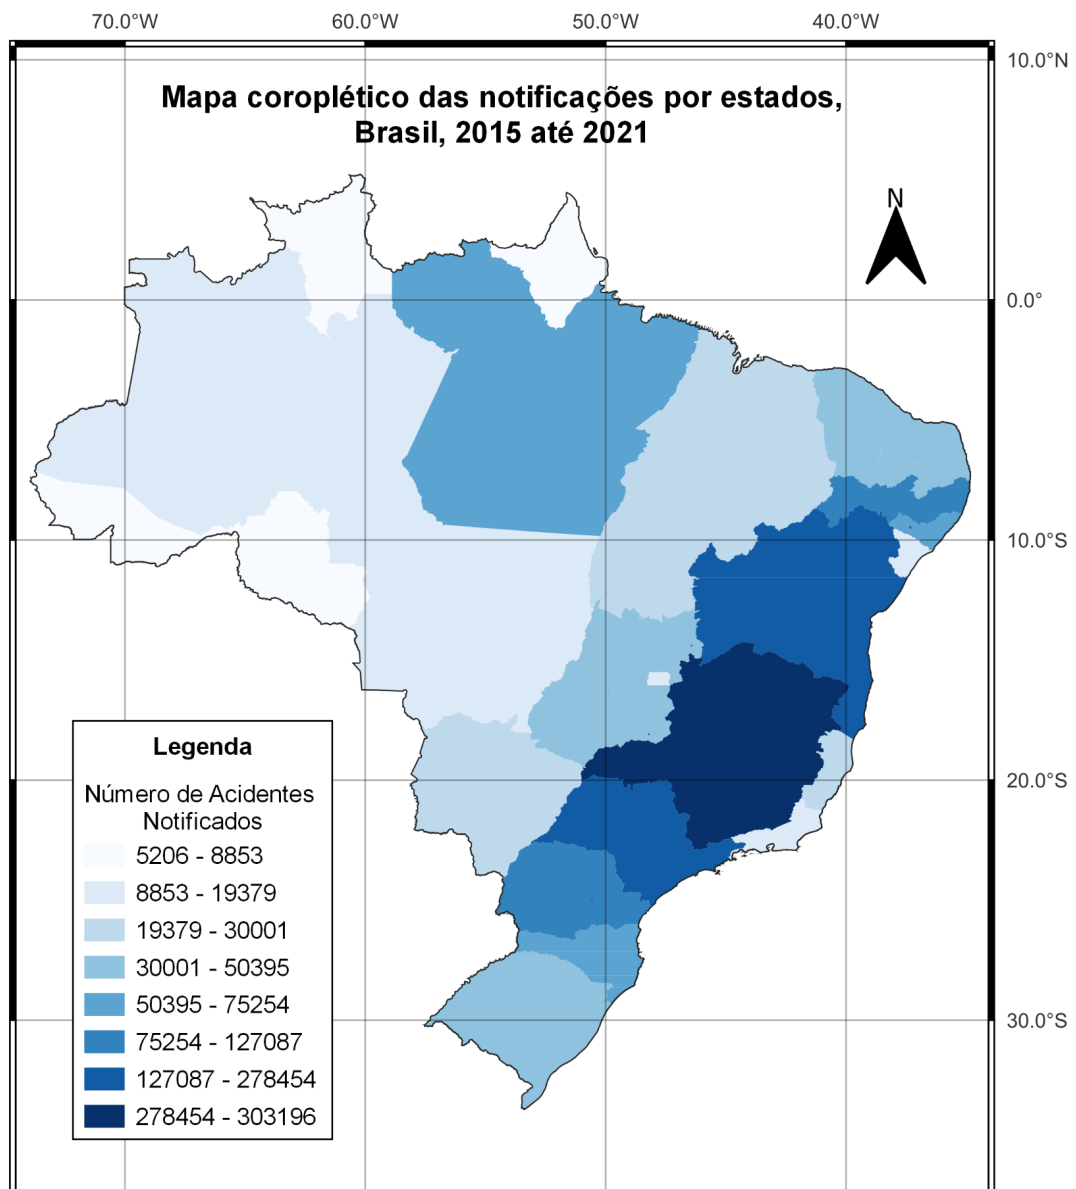 70.0°W 60.0°W 50.0°W 40.0°W
10.0°N
Mapa coroplético das notificações por estados,
Brasil, 2015 até 2021
N
0.0°
10.0°S
Legenda
Número de Acidentes
Notificados
20.0°S
5206 - 8853
8853 - 19379
19379 - 30001
30001 - 50395
50395 - 75254
30.0°S
75254 - 127087
127087 - 278454
278454 - 303196